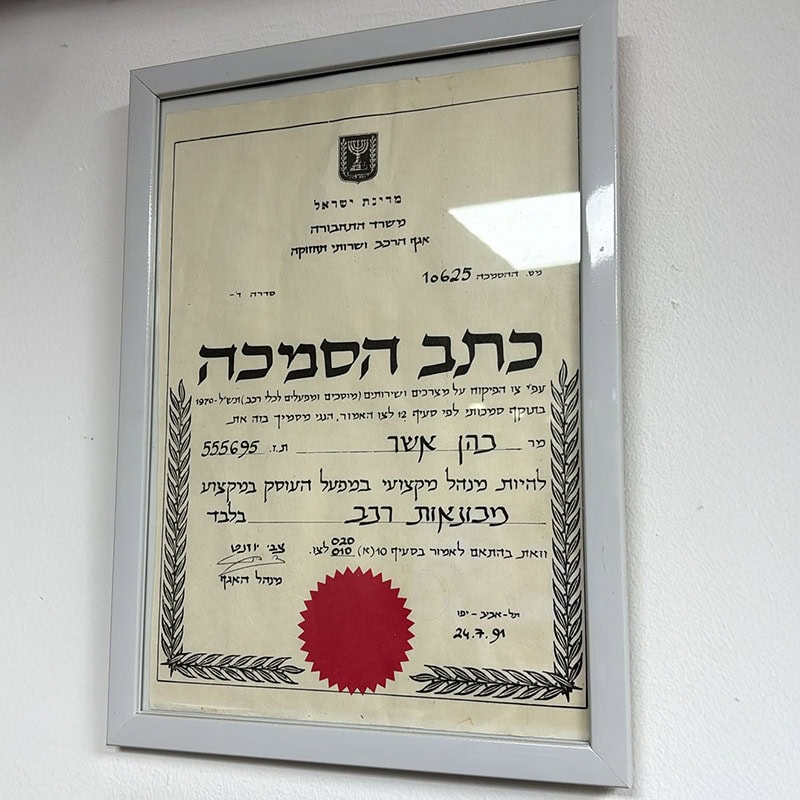 מדינת ישראל
משרד התחבורה
אגף הרכב ושרותי תחזוקה
מס. ההסמכה 10625
סדרה ד-
כתב הסמכה
עפ״י צו הפיקוח על מצרכים ושירותים (מוסכים ומפעלים לכלי רכב) תש״ל-1970
בתוקף סמכותי לפי סעיף 12 לצו האמור, הנני מסמיך בזה את.
מר כהן אשר ת.ז. 555695
להיות מנהל מקצועי במפעל העוסק במקצוע
מכונאות רכב בלבד
וזאת, בהתאם לאמור בסעיף 10(א) 020 010 לצו.
צבי
מנהל האגף
תל-אביב-יפו
24.7.91